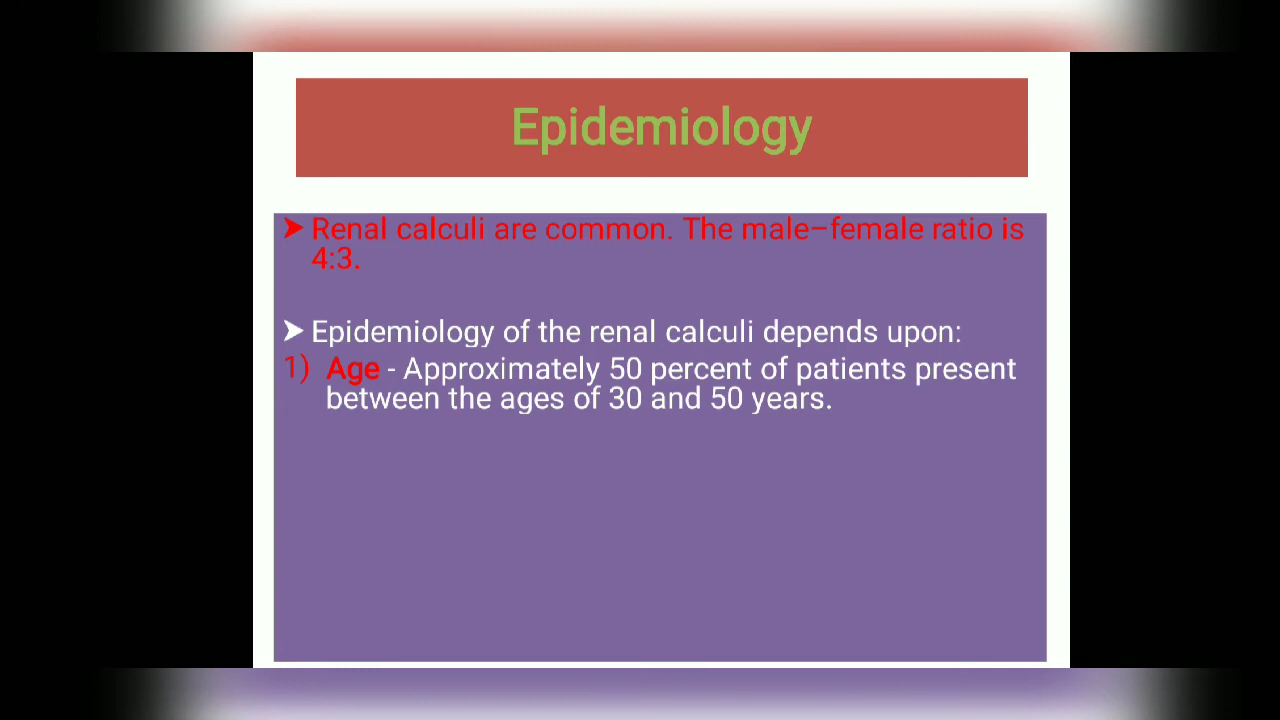 Epidemiology
➤ Renal calculi are common. The male–female ratio is
4:3.
➤ Epidemiology of the renal calculi depends upon:
1) Age - Approximately 50 percent of patients present
between the ages of 30 and 50 years.